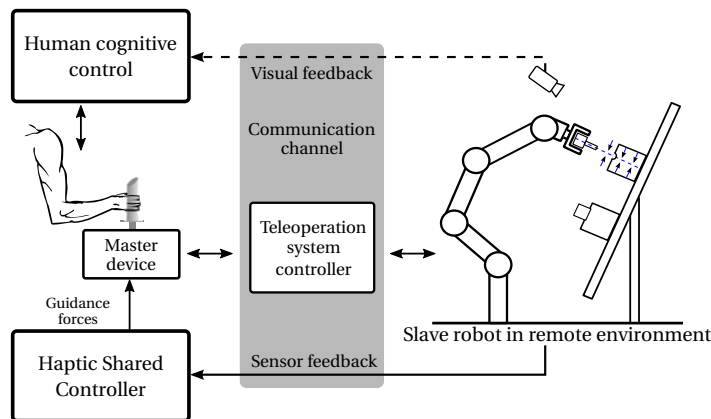 Human cognitive
control
Visual feedback
Communication
channel
Teleoperation
system
controller
Master
device
Guidance
forces
Slave robot in remote environment
Haptic Shared
Controller
Sensor feedback